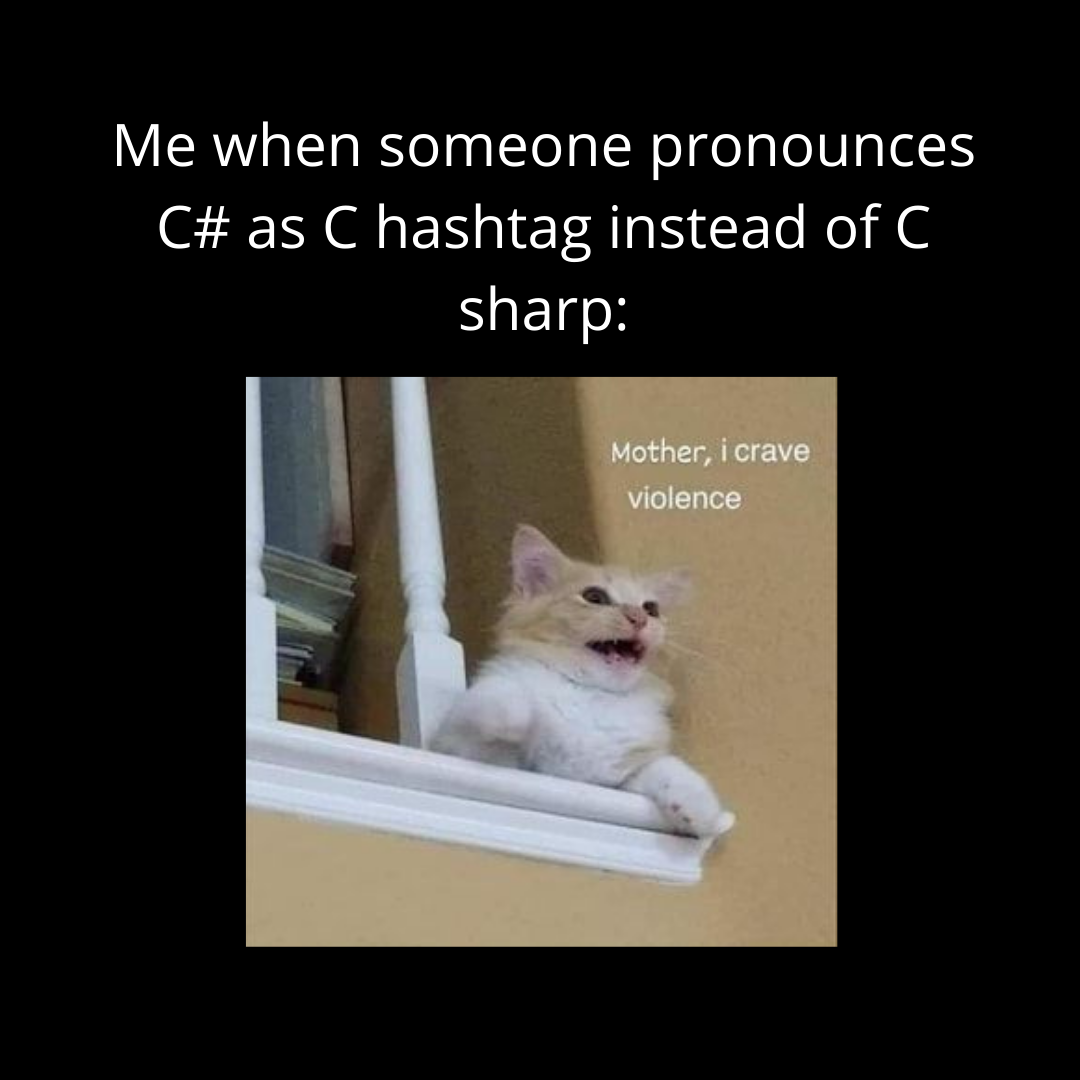 Me when someone pronounces
C# as C hashtag instead of C
sharp:
Mother, i crave
violence